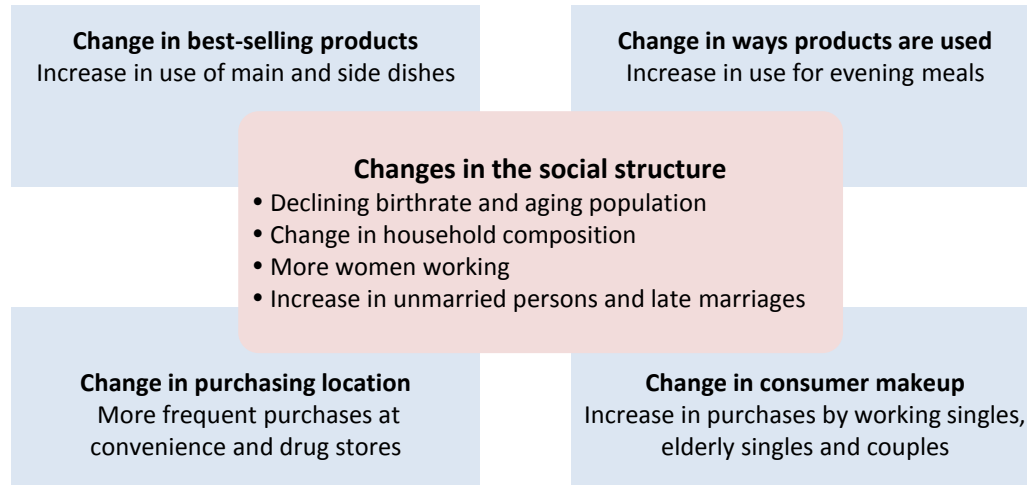 Change in best-selling products
Increase in use of main and side dishes
Change in ways products are used
Increase in use for evening meals
Changes in the social structure
• Declining birthrate and aging population
• Change in household composition
• More women working
• Increase in unmarried persons and late marriages
Change in purchasing location
More frequent purchases at
convenience and drug stores
Change in consumer makeup
Increase in purchases by working singles,
elderly singles and couples